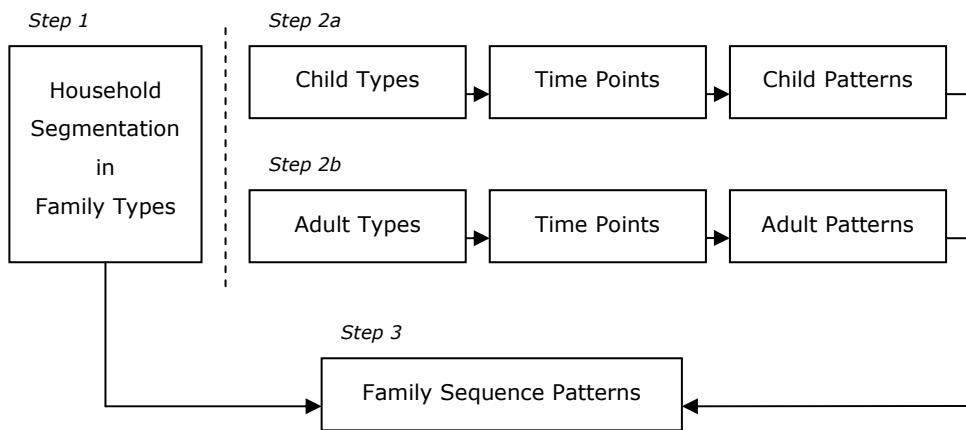 Step 1
Household
Segmentation
in
Family Types
Step 2a
Child Types
Time Points
Child Patterns
Step 2b
Adult Types
Time Points
Adult Patterns
Step 3
Family Sequence Patterns